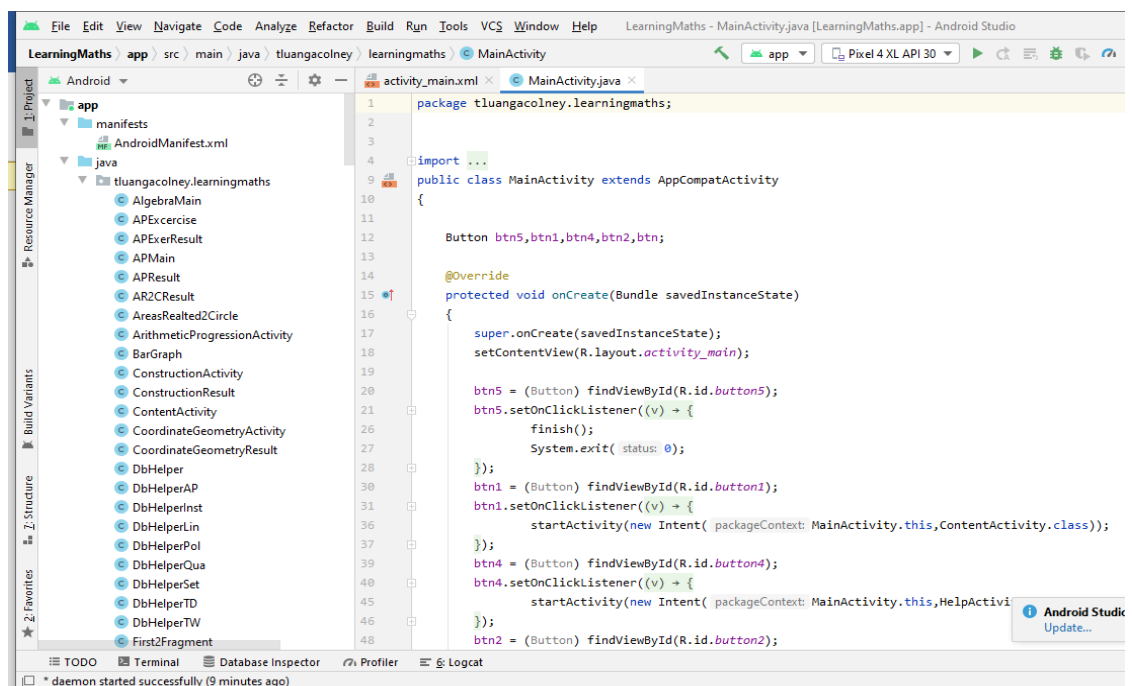 File Edit View Navigate Code Analyze Refactor Build Run Tools VCS Window Help LearningMaths - MainActivity.java [LearningMaths.app] - Android Studio
LearningMaths app src main java tluangacolney learningmaths C MainActivity app Pixel 4 XL API 30
1: Project
Resource Manager
Build Variants
7: Structure
2: Favorites
Android
app
manifests
AndroidManifest.xml
java
tluangacolney.learningmaths
C AlgebraMain
C APExcercise
C APExerResult
C APMain
C APResult
C AR2CResult
C AreasRealted2Circle
C ArithmeticProgressionActivity
C BarGraph
C ConstructionActivity
C ConstructionResult
C ContentActivity
C CoordinateGeometryActivity
C CoordinateGeometryResult
C DbHelper
C DbHelperAP
C DbHelperInst
C DbHelperLin
C DbHelperPol
C DbHelperQua
C DbHelperSet
C DbHelperTD
C DbHelperTW
C First2Fragment
activity_main.xml × C MainActivity.java ×
1 package tluangacolney.learningmaths;
2
3
4 import ...
9 public class MainActivity extends AppCompatActivity
10 {
11
12 Button btn5,btn1,btn4,btn2,btn;
13
14 @Override
15 protected void onCreate(Bundle savedInstanceState)
16 {
17 super.onCreate(savedInstanceState);
18 setContentView(R.layout.activity_main);
19
20 btn5 = (Button) findViewById(R.id.button5);
21 btn5.setOnClickListener((v) → {
26 finish();
27 System.exit( status: 0);
28 });
30 btn1 = (Button) findViewById(R.id.button1);
31 btn1.setOnClickListener((v) → {
36 startActivity(new Intent( packageContext: MainActivity.this,ContentActivity.class));
37 });
39 btn4 = (Button) findViewById(R.id.button4);
40 btn4.setOnClickListener((v) → {
45 startActivity(new Intent( packageContext: MainActivity.this,HelpActivi
46 });
48 btn2 = (Button) findViewById(R.id.button2);
Android Studio
Update...
TODO Terminal Database Inspector Profiler 6: Logcat
* daemon started successfully (9 minutes ago)